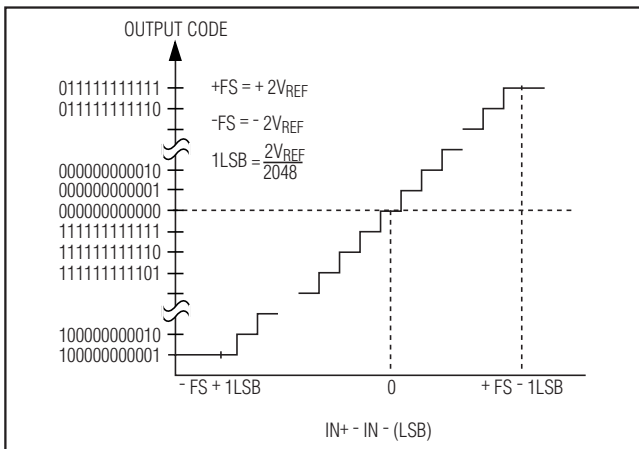 OUTPUT CODE
011111111111
011111111110
+FS = + 2VREF
-FS = - 2VREF
1LSB = 2VREF
2048
000000000010
000000000001
000000000000
111111111111
111111111110
111111111101
100000000010
100000000001
- FS + 1LSB
0
+ FS - 1LSB
IN+ - IN - (LSB)